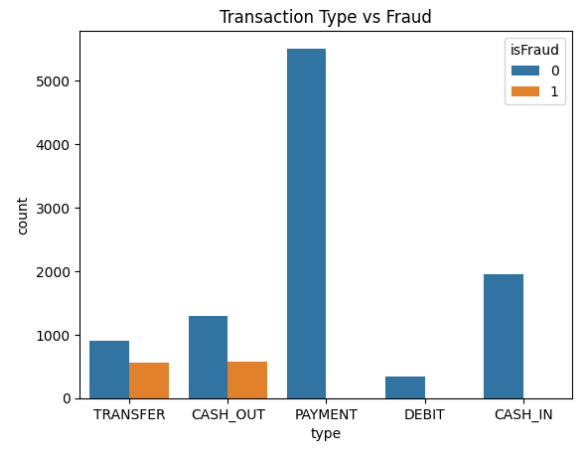 Transaction Type vs Fraud
isFraud
0
1
5000
4000
3000
2000
1000
0
count
TRANSFER CASH_OUT PAYMENT DEBIT CASH_IN
type